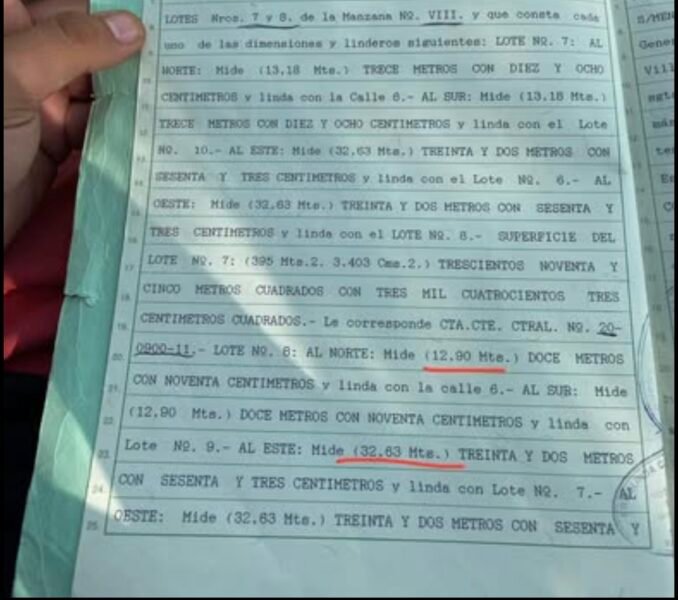 LOTES Nros. 7 y 8. de la Manzana Nº. VIII. y que consta cada
uno de las dimensiones y linderos siguientes: LOTE Nº. 7: AL
NORTE: Mide (13,18 Mts.) TRECE METROS CON DIEZ Y OCHO
CENTIMETROS y linda con la Calle 6.- AL SUR: Mide (13,18 Mts.)
TRECE METROS CON DIEZ Y OCHO CENTIMETROS y linda con el Lote
Nº. 10.- AL ESTE: Mide (32,63 Mts.) TREINTA Y DOS METROS CON
SESENTA Y TRES CENTIMETROS y linda con el Lote Nº. 6.- AL
OESTE: Mide (32,63 Mts.) TREINTA Y DOS METROS CON SESENTA Y
TRES CENTIMETROS y linda con el LOTE Nº. 8.- SUPERFICIE DEL
LOTE Nº. 7: (395 Mts.2. 3.403 Cms.2.) TRESCIENTOS NOVENTA Y
CINCO METROS CUADRADOS CON TRES MIL CUATROCIENTOS TRES
CENTIMETROS CUADRADOS.- Le corresponde CTA.CTE. CTRAL. NO. 20-
0900-11.- LOTE Nº. 8: AL NORTE: Mide (12,90 Mts.) DOCE METROS
CON NOVENTA CENTIMETROS y linda con la calle 6.- AL SUR: Mide
(12,90 Mts.) DOCE METROS CON NOVENTA CENTIMETROS y linda con
Lote Nº. 9.- AL ESTE: Mide (32,63 Mts.) TREINTA Y DOS METROS
CON SESENTA Y TRES CENTIMETROS y linda con Lote Nº. 7.- AL
OESTE: Mide (32,63 Mts.) TREINTA Y DOS METROS CON SESENTA Y
S/MEN
Gene
Vill